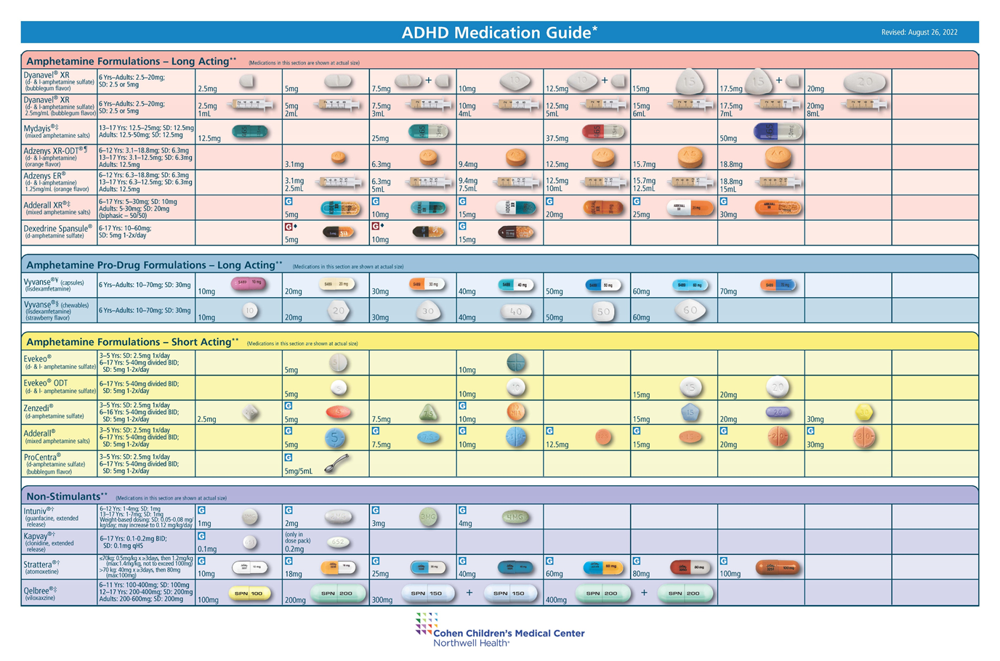 ADHD Medication Guide*
Revised: August 26, 2022
Amphetamine Formulations – Long Acting** (Medications in this section are shown at actual size)
Dyanavel® XR
(d- & l-amphetamine sulfate)
(bubblegum flavor)
6 Yrs–Adults: 2.5–20mg;
SD: 2.5 or 5mg
2.5mg
5mg
7.5mg +
10mg 10
12.5mg 10 +
15mg 15
17.5mg 15 +
20mg 20
Dyanavel® XR
(d- & l-amphetamine sulfate)
2.5mg/mL (bubblegum flavor)
6 Yrs–Adults: 2.5–20mg;
SD: 2.5 or 5mg
2.5mg
1mL
5mg
2mL
7.5mg
3mL
10mg
4mL
12.5mg
5mL
15mg
6mL
17.5mg
7mL
20mg
8mL
Mydayis®‡
(mixed amphetamine salts)
13–17 Yrs: 12.5–25mg; SD: 12.5mg
Adults: 12.5-50mg; SD: 12.5mg
12.5mg
25mg
37.5mg
50mg
Adzenys XR-ODT®¶
(d- & l-amphetamine)
(orange flavor)
6–12 Yrs: 3.1–18.8mg; SD: 6.3mg
13–17 Yrs: 3.1–12.5mg; SD: 6.3mg
Adults: 12.5mg
3.1mg
6.3mg
9.4mg
12.5mg
15.7mg
18.8mg
Adzenys ER®
(d- & l-amphetamine)
1.25mg/mL (orange flavor)
6–12 Yrs: 6.3–18.8mg; SD: 6.3mg
13–17 Yrs: 6.3–12.5mg; SD: 6.3mg
Adults: 12.5mg
3.1mg
2.5mL
6.3mg
5mL
9.4mg
7.5mL
12.5mg
10mL
15.7mg
12.5mL
18.8mg
15mL
Adderall XR®‡
(mixed amphetamine salts)
6–17 Yrs: 5–30mg; SD: 10mg
Adults: 5-30mg; SD: 20mg
(biphasic – 50/50)
G 5mg
G 10mg
G 15mg
G 20mg
G 25mg
G 30mg
Dexedrine Spansule®
(d-amphetamine sulfate)
6-17 Yrs: 10–60mg;
SD: 5mg 1-2x/day
G♦ 5mg
G♦ 10mg
G 15mg
Amphetamine Pro-Drug Formulations – Long Acting** (Medications in this section are shown at actual size)
Vyvanse®¥ (capsules)
(lisdexamfetamine)
6 Yrs–Adults: 10–70mg; SD: 30mg
10mg S489 10 mg
20mg S489 20 mg
30mg S489 30 mg
40mg S489 40 mg
50mg S489 50 mg
60mg S489 60 mg
70mg S489
Vyvanse®§ (chewables)
(lisdexamfetamine)
(strawberry flavor)
6 Yrs–Adults: 10–70mg; SD: 30mg
10mg 10
20mg 20
30mg 30
40mg 40
50mg 50
60mg 60
Amphetamine Formulations – Short Acting** (Medications in this section are shown at actual size)
Evekeo®
(d- & l- amphetamine sulfate)
3–5 Yrs: SD: 2.5mg 1x/day
6–17 Yrs: 5-40mg divided BID;
SD: 5mg 1-2x/day
5mg
10mg
Evekeo® ODT
(d- & l- amphetamine sulfate)
6–17 Yrs: 5-40mg divided BID;
SD: 5mg 1-2x/day
5mg
10mg
15mg 15
20mg 20
Zenzedi®
(d-amphetamine sulfate)
3–5 Yrs: SD: 2.5mg 1x/day
6–16 Yrs: 5-40mg divided BID;
SD: 5mg 1-2x/day
2.5mg
G 5mg
7.5mg 7.5
G 10mg
15mg 15
20mg 20
30mg
Adderall®
(mixed amphetamine salts)
3–5 Yrs: SD: 2.5mg 1x/day
6–17 Yrs: 5-40mg divided BID;
SD: 5mg 1-2x/day
G 5mg 5
G 7.5mg 7.5
G 10mg 10
G 12.5mg
G 15mg
G 20mg 20
G 30mg 30
ProCentra®
(d-amphetamine sulfate)
(bubblegum flavor)
3–5 Yrs: SD: 2.5mg 1x/day
6–17 Yrs: 5-40mg divided BID;
SD: 5mg 1-2x/day
G 5mg/5mL
Non-Stimulants** (Medications in this section are shown at actual size)
Intuniv®†
(guanfacine, extended
release)
6–12 Yrs: 1-4mg; SD: 1mg
13–17 Yrs: 1-7mg; SD: 1mg
Weight-based dosing: SD: 0.05-0.08 mg/
kg/day; may increase to 0.12 mg/kg/day
G 1mg
G 2mg
G 3mg 3MG
G 4mg 4MG
Kapvay®†
(clonidine, extended
release)
6–17 Yrs: 0.1-0.2mg BID;
SD: 0.1mg qHS
G 0.1mg
(only in
dose pack)
0.2mg 652
Strattera®†
(atomoxetine)
≤70kg: 0.5mg/kg x ≥3days, then 1.2mg/kg
(max:1.4mg/kg, not to exceed 100mg)
>70 kg: 40mg x ≥3days, then 80mg
(max:100mg)
G 10mg
G 18mg
G 25mg
G 40mg
G 60mg
G 80mg
G 100mg
Qelbree®‡
(viloxazine)
6–11 Yrs: 100-400mg; SD: 100mg
12–17 Yrs: 200-400mg; SD: 200mg
Adults: 200-600mg; SD: 200mg
100mg SPN 100
200mg SPN 200
300mg SPN 150 + SPN 150
400mg SPN 200 + SPN 200
Cohen Children's Medical Center
Northwell Health®